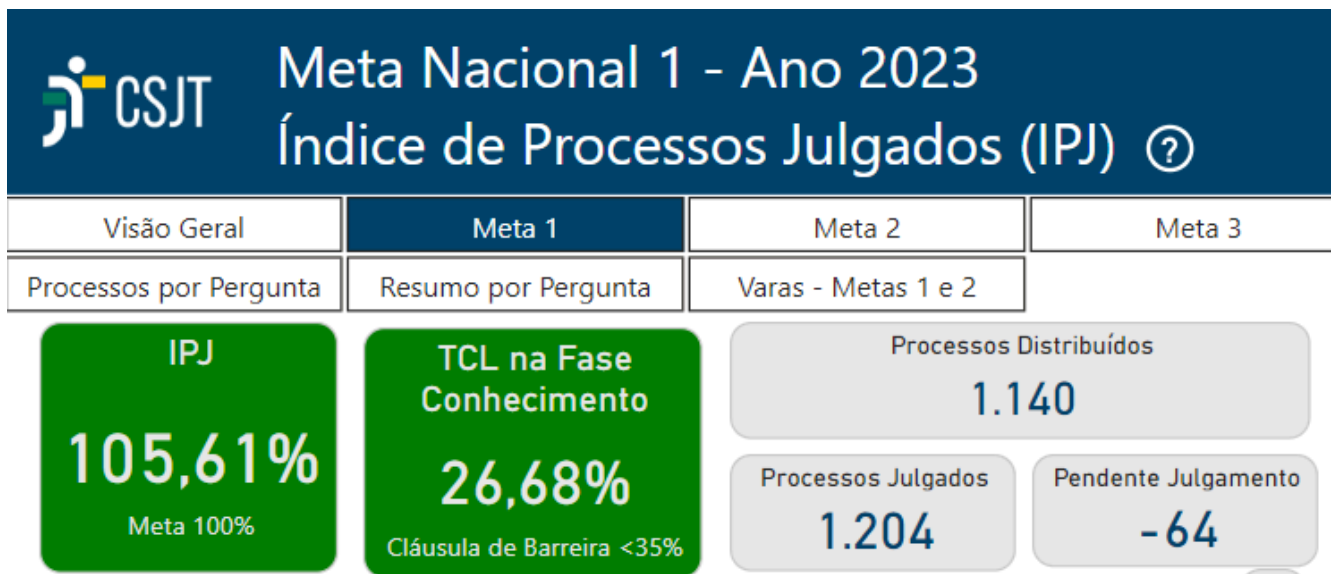 CSJT
Meta Nacional 1 - Ano 2023
Índice de Processos Julgados (IPJ) ?
Visão Geral
Meta 1
Meta 2
Meta 3
Processos por Pergunta
Resumo por Pergunta
Varas - Metas 1 e 2
IPJ
105,61%
Meta 100%
TCL na Fase
Conhecimento
26,68%
Cláusula de Barreira <35%
Processos Distribuídos
1.140
Processos Julgados
1.204
Pendente Julgamento
-64